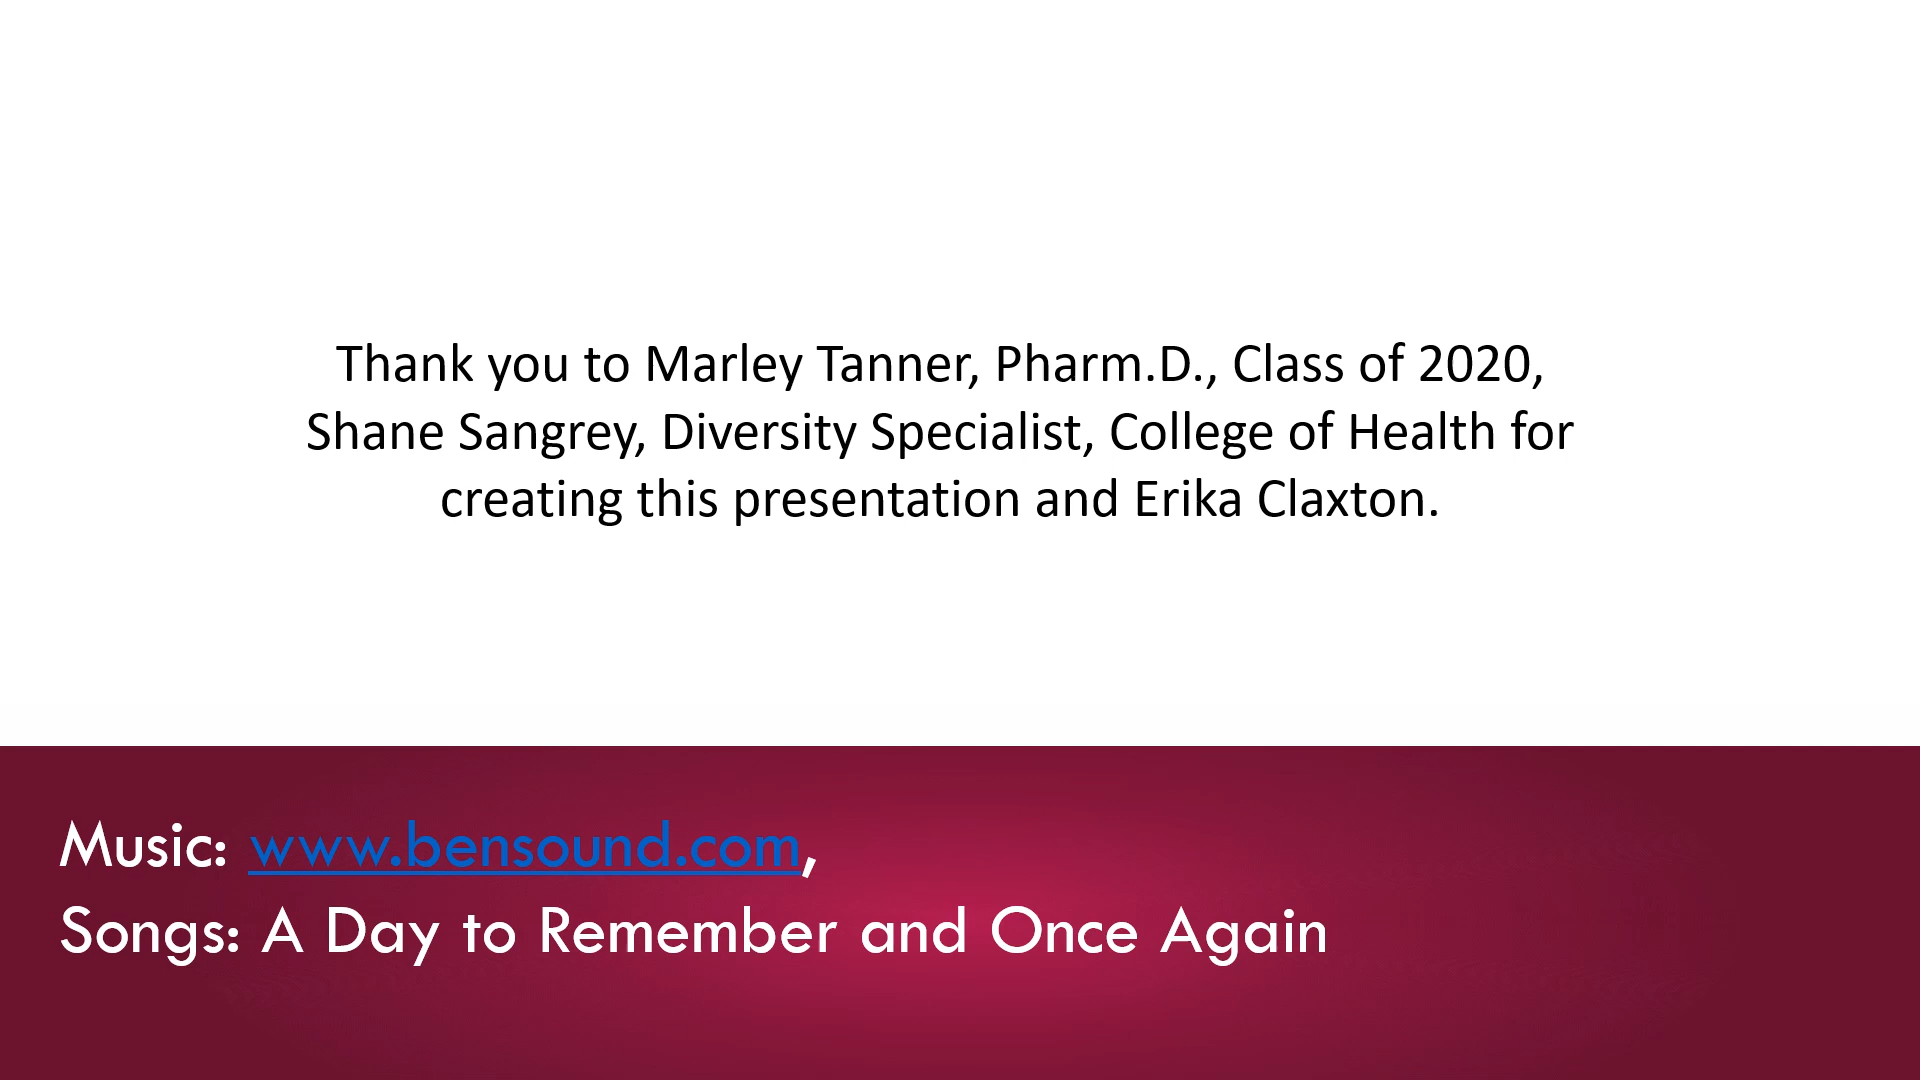 Thank you to Marley Tanner, Pharm.D., Class of 2020,
Shane Sangrey, Diversity Specialist, College of Health for
creating this presentation and Erika Claxton.
Music: www.bensound.com,
Songs: A Day to Remember and Once Again